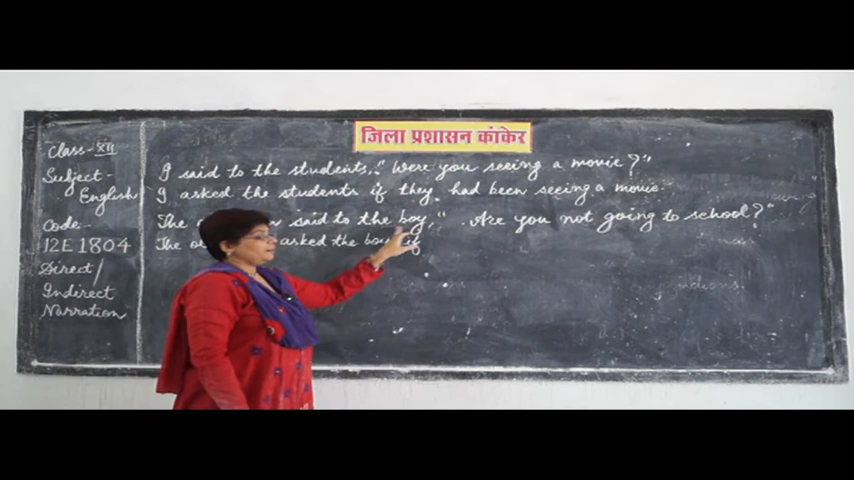 जिला प्रशासन कांकेर
Class- XII
Subject-
English
Code-
12E1804
Direct/
Indirect
Narration
I said to the students, "Were you seeing a movie?"
I asked the students if they had been seeing a movie.
The said to the boy, "Are you not going to school?"
The asked the boy if